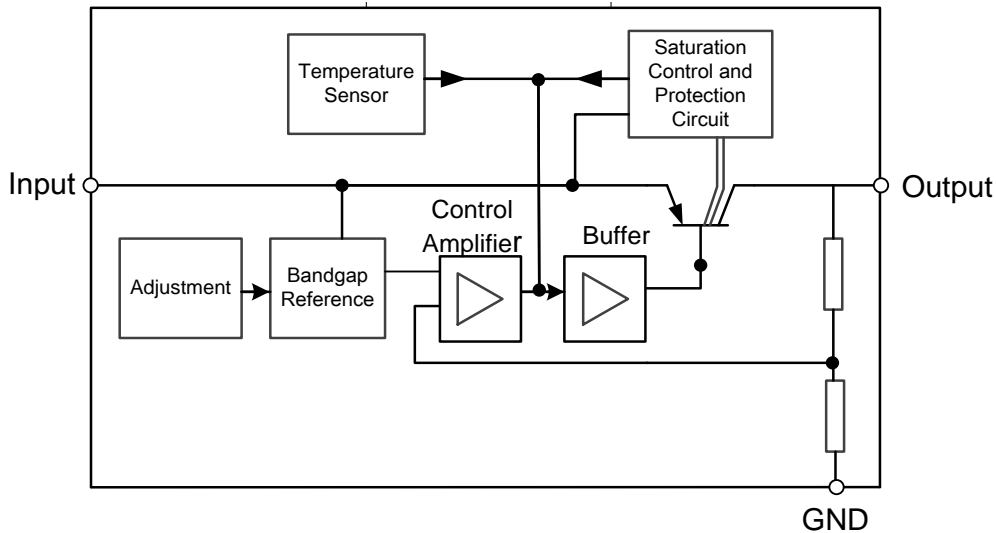 Temperature
Sensor
Saturation
Control and
Protection
Circuit
Input
Output
Control
Amplifier
Buffer
Adjustment
Bandgap
Reference
GND